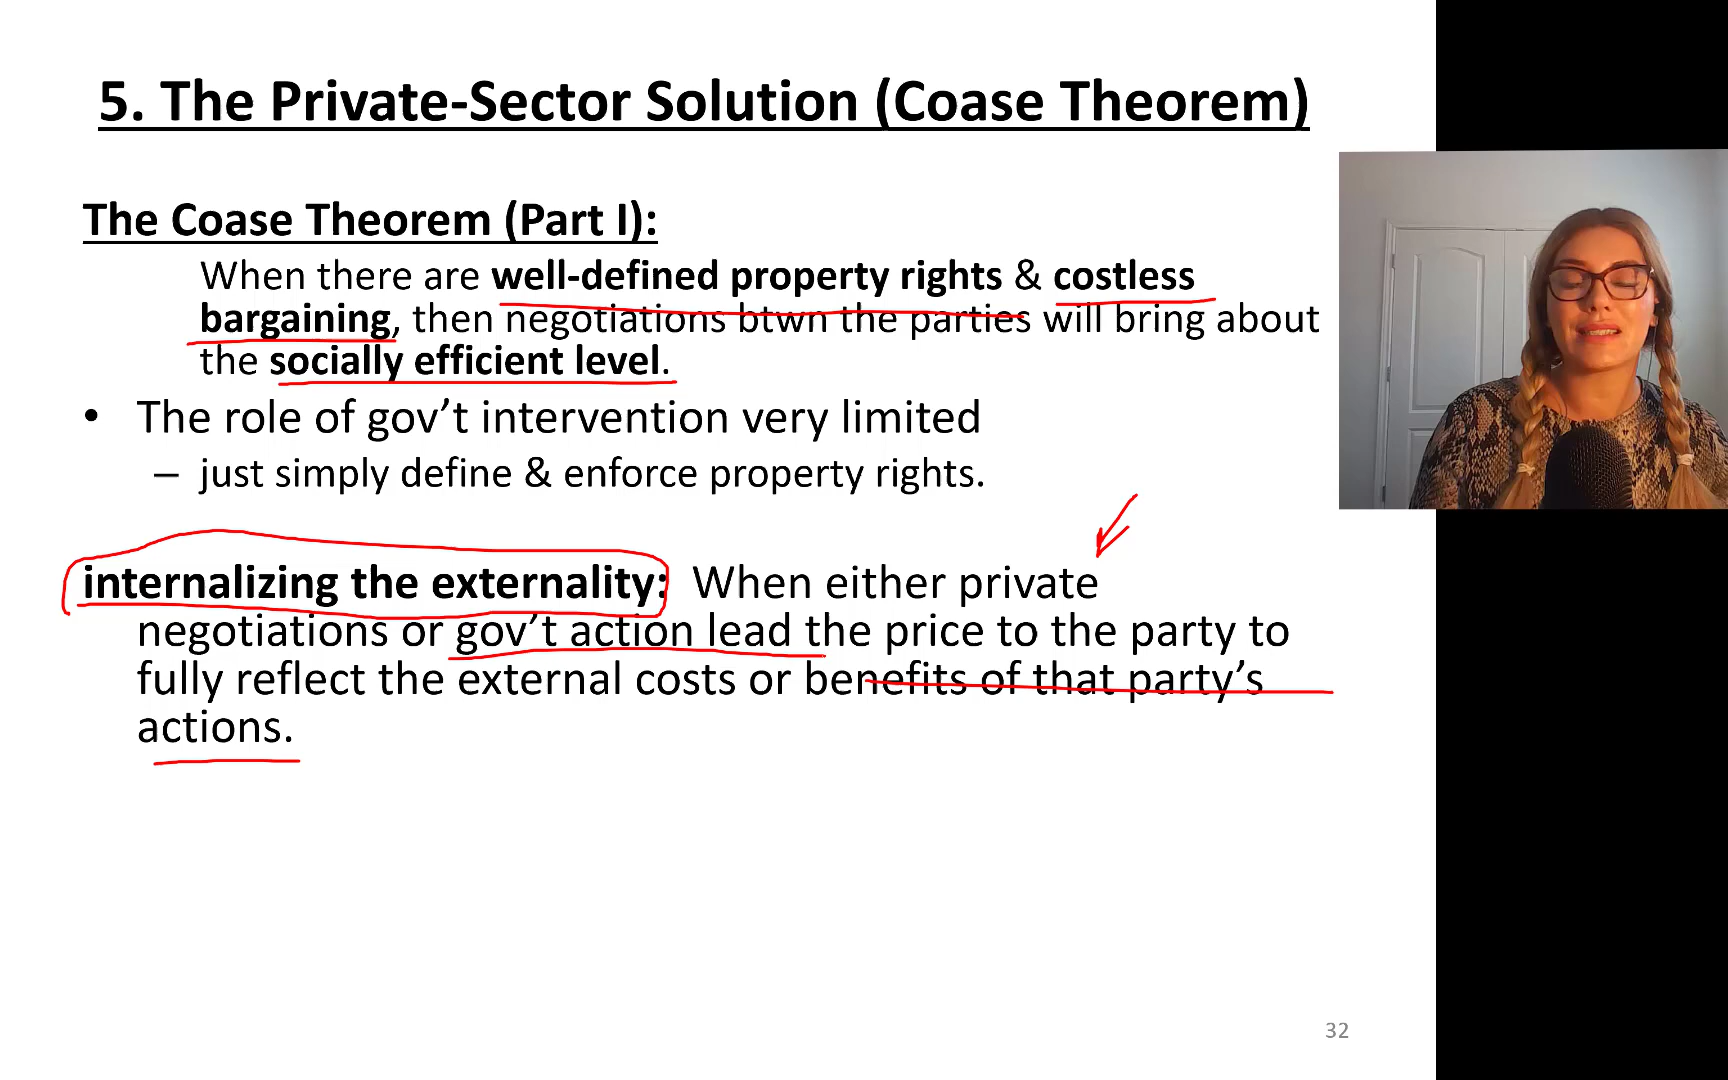 5. The Private-Sector Solution (Coase Theorem)
The Coase Theorem (Part I):
When there are well-defined property rights & costless
bargaining, then negotiations btwn the parties will bring about
the socially efficient level.
• The role of gov’t intervention very limited
– just simply define & enforce property rights.
internalizing the externality: When either private
negotiations or gov’t action lead the price to the party to
fully reflect the external costs or benefits of that party’s
actions.
32